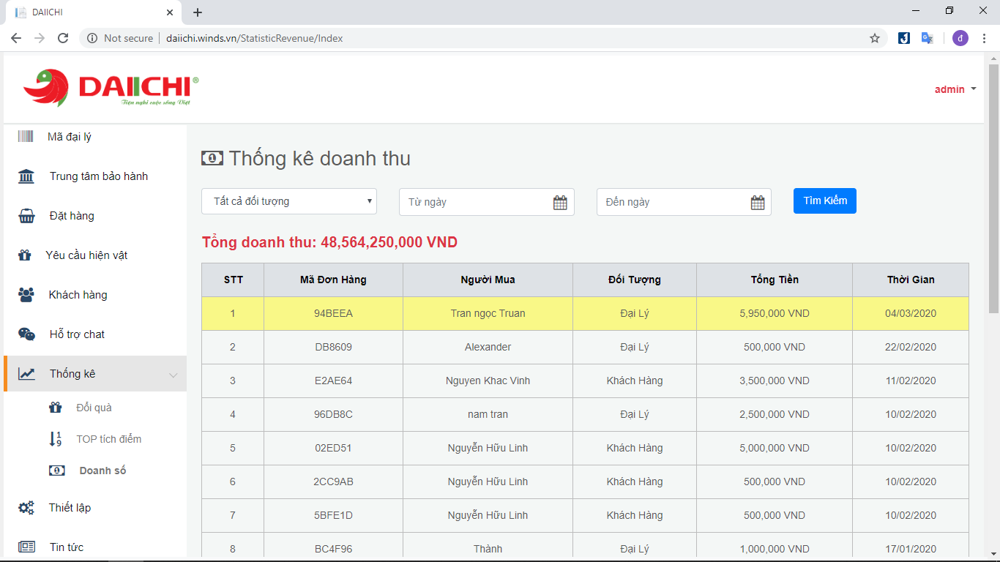 DAIICHI
Not secure
daiichi.winds.vn/StatisticRevenue/Index
đ
DAIICHI®
Tiện nghi cuộc sống Việt
admin
Mã đại lý
Trung tâm bảo hành
Đặt hàng
Yêu cầu hiện vật
Khách hàng
Hỗ trợ chat
Thống kê
Đổi quà
TOP tích điểm
Doanh số
Thiết lập
Tin tức
Thống kê doanh thu
Tất cả đối tượng Từ ngày Đến ngày Tìm Kiếm
Tổng doanh thu: 48,564,250,000 VND
STT Mã Đơn Hàng Người Mua Đối Tượng Tổng Tiền Thời Gian
1 94BEEA Tran ngọc Truan Đại Lý 5,950,000 VND 04/03/2020
2 DB8609 Alexander Đại Lý 500,000 VND 22/02/2020
3 E2AE64 Nguyen Khac Vinh Khách Hàng 3,500,000 VND 11/02/2020
4 96DB8C nam tran Đại Lý 2,500,000 VND 10/02/2020
5 02ED51 Nguyễn Hữu Linh Khách Hàng 5,000,000 VND 10/02/2020
6 2CC9AB Nguyễn Hữu Linh Khách Hàng 500,000 VND 10/02/2020
7 5BFE1D Nguyễn Hữu Linh Khách Hàng 500,000 VND 10/02/2020
8 BC4F96 Thành Đại Lý 1,000,000 VND 17/01/2020